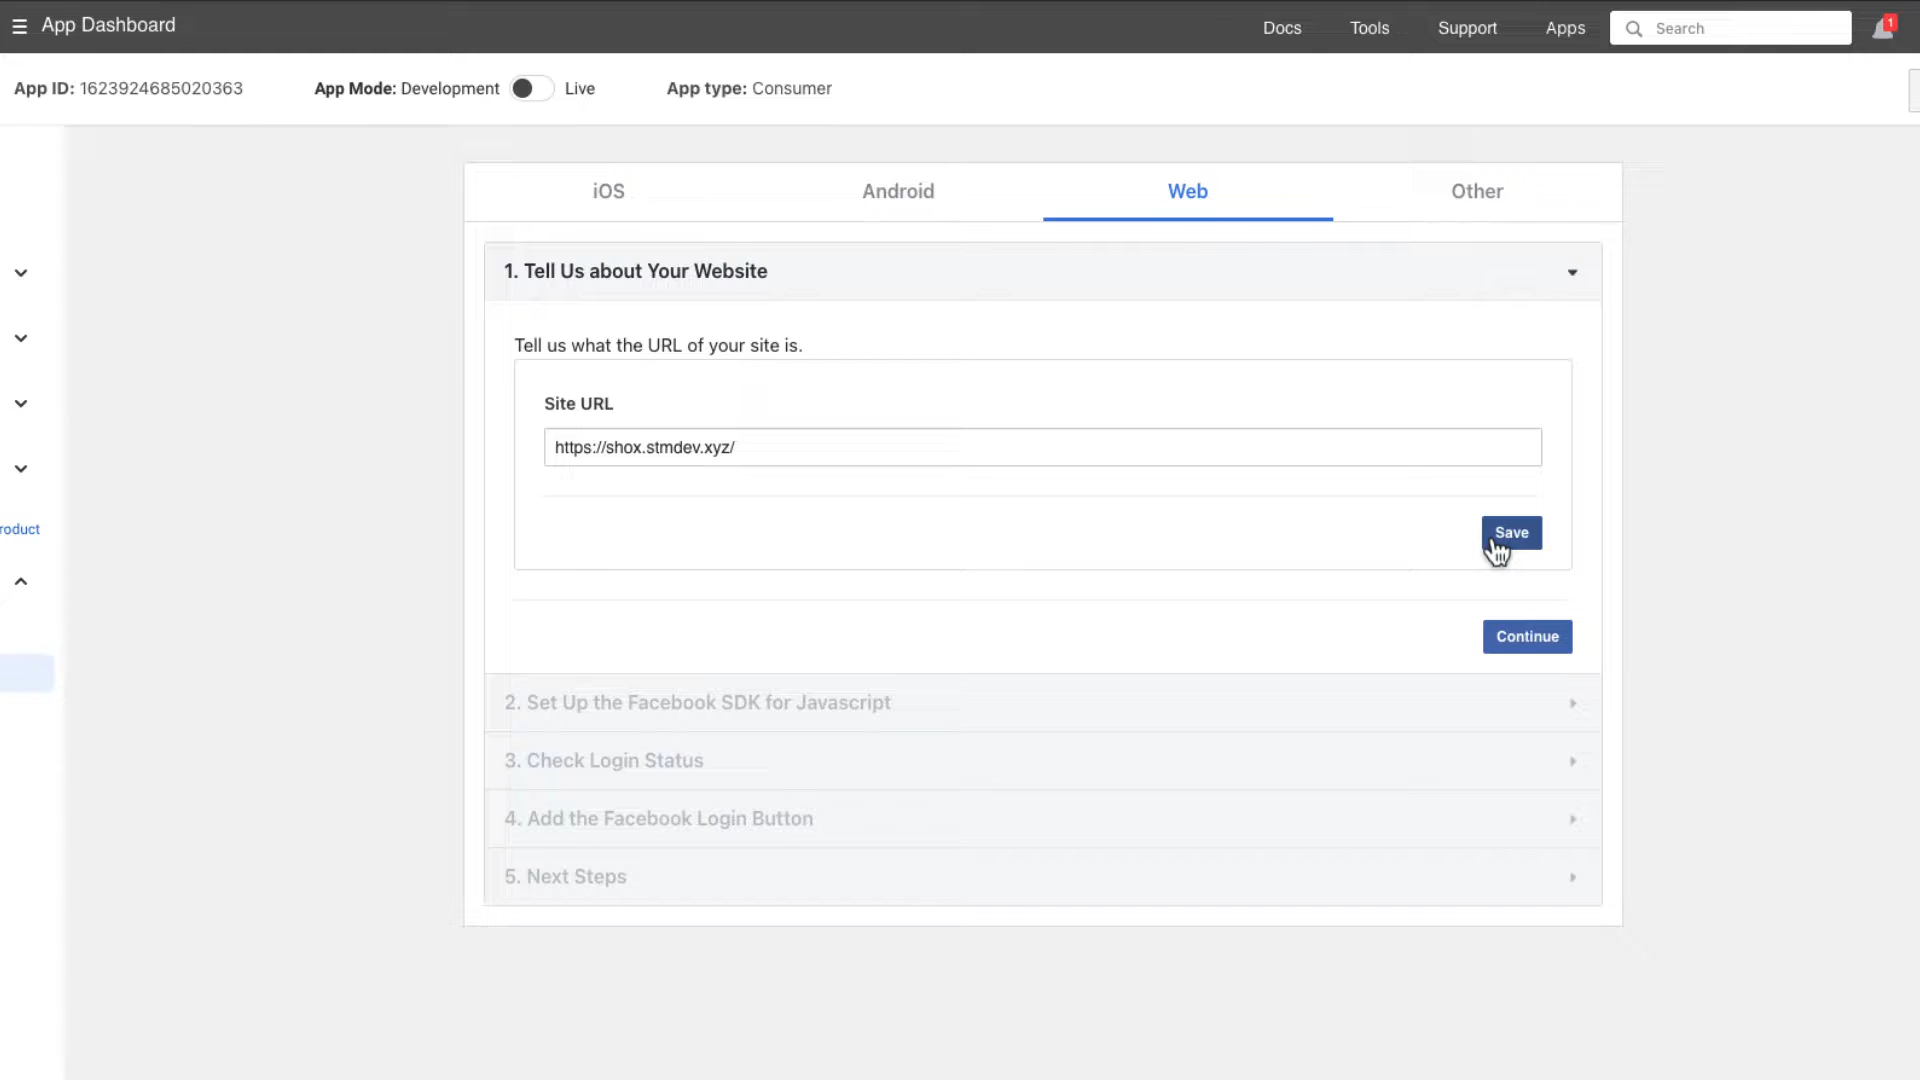 App Dashboard
Docs
Tools
Support
Apps
Search
1
App ID: 1623924685020363
App Mode: Development
Live
App type: Consumer
iOS
Android
Web
Other
1. Tell Us about Your Website
Tell us what the URL of your site is.
Site URL
https://shox.stmdev.xyz/
Save
roduct
Continue
2. Set Up the Facebook SDK for Javascript
3. Check Login Status
4. Add the Facebook Login Button
5. Next Steps